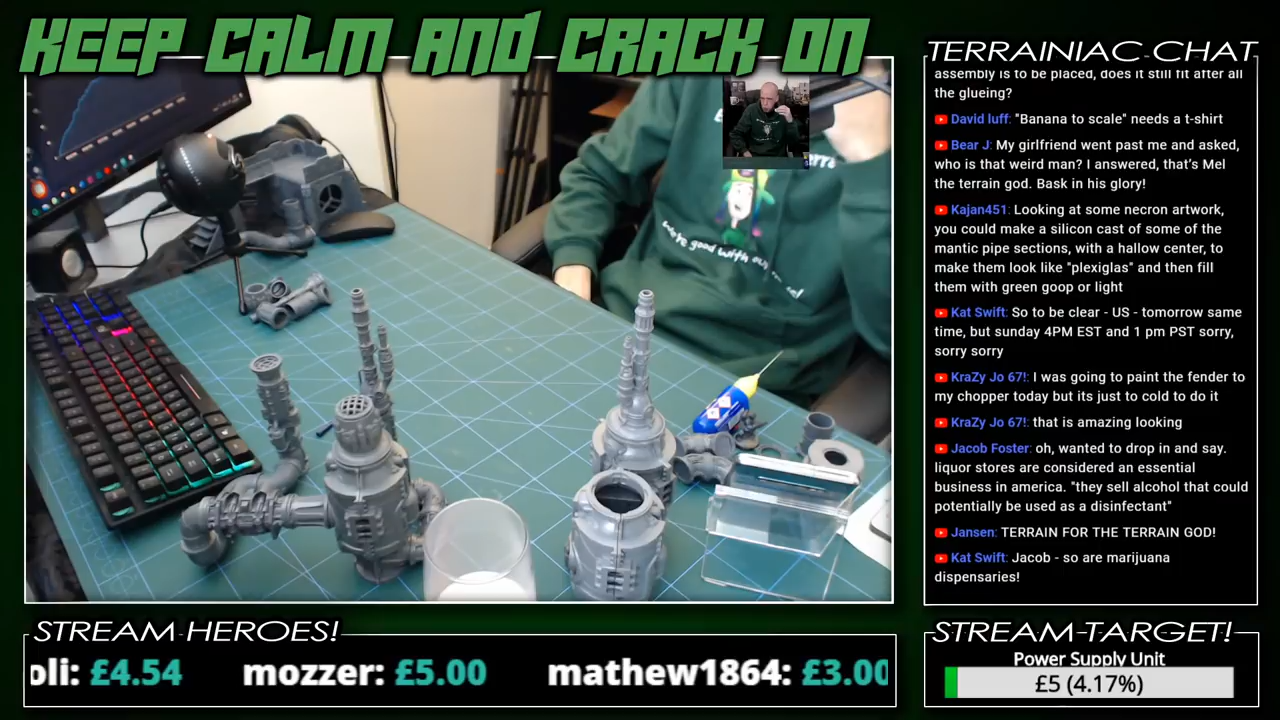 KEEP CALM AND CRACK ON
TERRAINIAC CHAT
assembly is to be placed, does it still fit after all
the glueing?
David luff: "Banana to scale" needs a t-shirt
Bear J: My girlfriend went past me and asked,
who is that weird man? I answered, that's Mel
the terrain god. Bask in his glory!
Kajan451: Looking at some necron artwork,
you could make a silicon cast of some of the
mantic pipe sections, with a hallow center, to
make them look like "plexiglas" and then fill
them with green goop or light
Kat Swift: So to be clear - US - tomorrow same
time, but sunday 4PM EST and 1 pm PST sorry,
sorry sorry
KraZy Jo 67!: I was going to paint the fender to
my chopper today but its just to cold to do it
KraZy Jo 67!: that is amazing looking
Jacob Foster: oh, wanted to drop in and say.
liquor stores are considered an essential
business in america. "they sell alcohol that could
potentially be used as a disinfectant"
Jansen: TERRAIN FOR THE TERRAIN GOD!
Kat Swift: Jacob - so are marijuana
dispensaries!
STREAM HEROES!
oli: £4.54 mozzer: £5.00 mathew1864: £3.00
STREAM TARGET!
Power Supply Unit
£5 (4.17%)